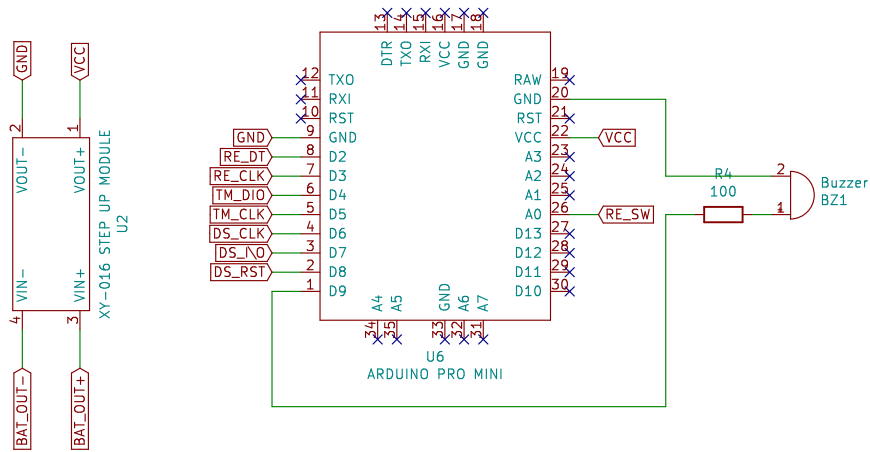 GND
VCC
2
1
VOUT-
VOUT+
VIN-
VIN+
XY-016 STEP UP MODULE
U2
4
3
BAT_OUT-
BAT_OUT+
13
14
15
16
17
18
DTR
TXO
RXI
VCC
GND
GND
12 TXO
11 RXI
10 RST
GND 9 GND
RE_DT 8 D2
RE_CLK 7 D3
TM_DIO 6 D4
TM_CLK 5 D5
DS_CLK 4 D6
DS_I\O 3 D7
DS_RST 2 D8
1 D9
RAW 19
GND 20
RST 21
VCC 22 VCC
A3 23
A2 24
A1 25
A0 26 RE_SW
D13 27
D12 28
D11 29
D10 30
A4
A5
GND
A6
A7
34
35
33
32
31
U6
ARDUINO PRO MINI
R4
100
2
1
Buzzer
BZ1